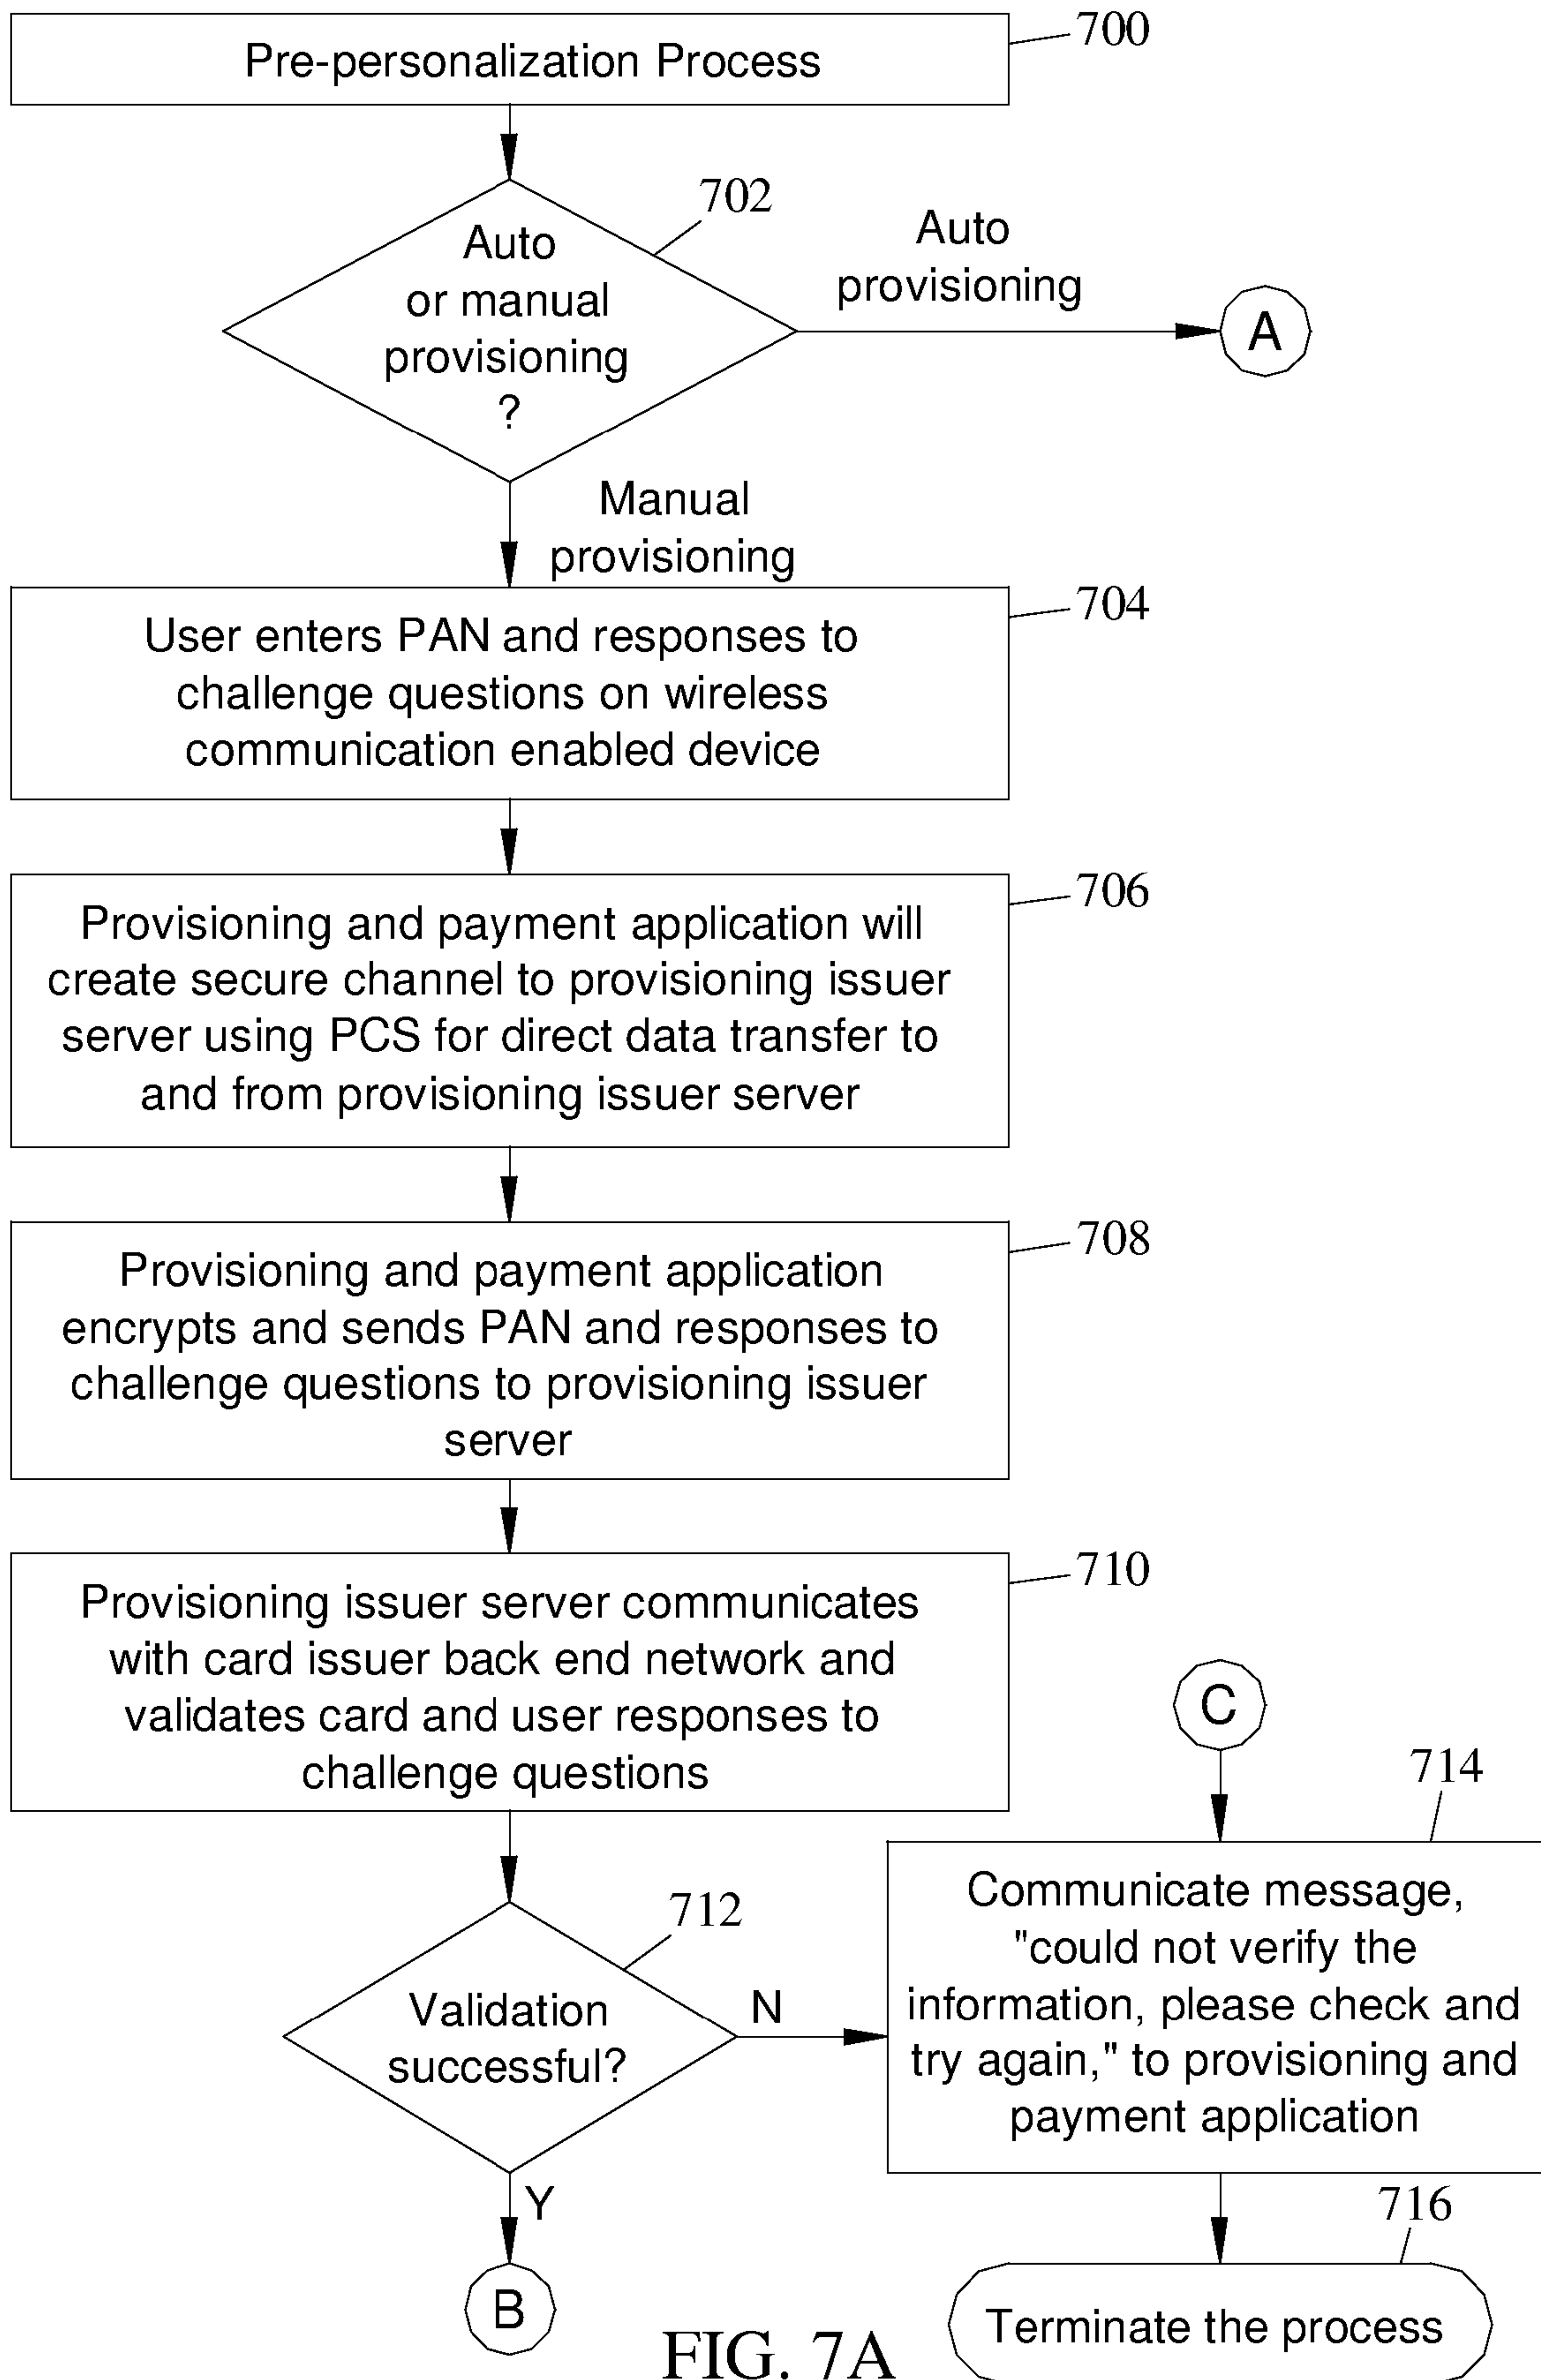 Pre-personalization Process
700
702
Auto
or manual
provisioning
?
Auto
provisioning
A
Manual
provisioning
User enters PAN and responses to
challenge questions on wireless
communication enabled device
704
Provisioning and payment application will
create secure channel to provisioning issuer
server using PCS for direct data transfer to
and from provisioning issuer server
706
Provisioning and payment application
encrypts and sends PAN and responses to
challenge questions to provisioning issuer
server
708
Provisioning issuer server communicates
with card issuer back end network and
validates card and user responses to
challenge questions
710
712
Validation
successful?
N
Y
B
C
714
Communicate message,
"could not verify the
information, please check and
try again," to provisioning and
payment application
716
Terminate the process
FIG. 7A